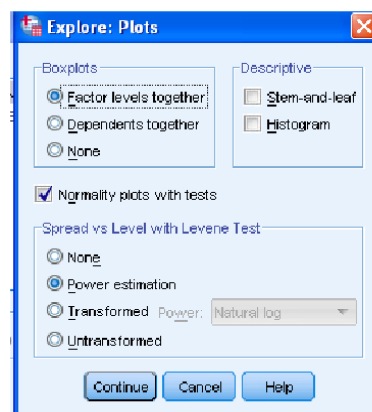 Explore: Plots
Boxplots
Factor levels together
Dependents together
None
Descriptive
Stem-and-leaf
Histogram
Normality plots with tests
Spread vs Level with Levene Test
None
Power estimation
Transformed Power: Natural log
Untransformed
Continue Cancel Help